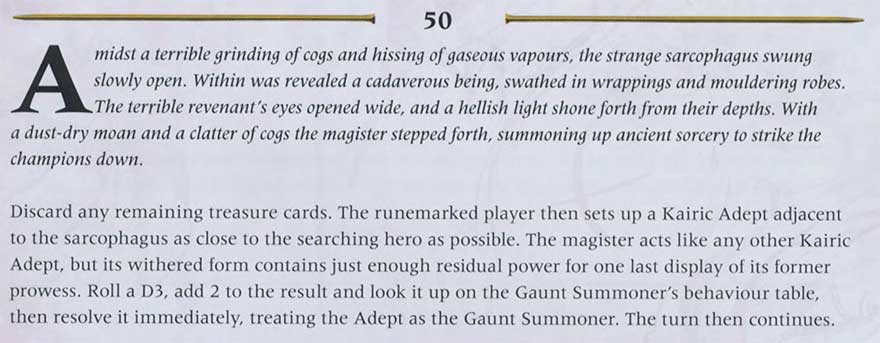 50
Amidst a terrible grinding of cogs and hissing of gaseous vapours, the strange sarcophagus swung
slowly open. Within was revealed a cadaverous being, swathed in wrappings and mouldering robes.
The terrible revenant's eyes opened wide, and a hellish light shone forth from their depths. With
a dust-dry moan and a clatter of cogs the magister stepped forth, summoning up ancient sorcery to strike the
champions down.
Discard any remaining treasure cards. The runemarked player then sets up a Kairic Adept adjacent
to the sarcophagus as close to the searching hero as possible. The magister acts like any other Kairic
Adept, but its withered form contains just enough residual power for one last display of its former
prowess. Roll a D3, add 2 to the result and look it up on the Gaunt Summoner's behaviour table,
then resolve it immediately, treating the Adept as the Gaunt Summoner. The turn then continues.